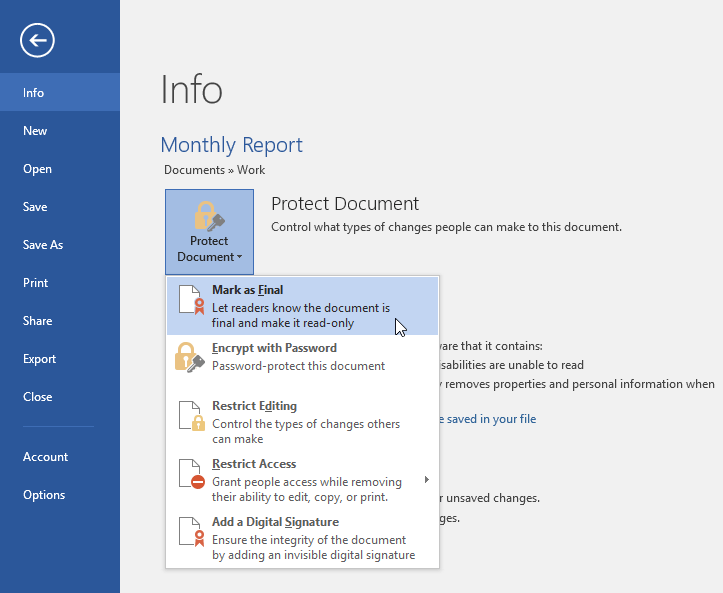 Info
New
Open
Save
Save As
Print
Share
Export
Close
Account
Options
Info
Monthly Report
Documents » Work
Protect
Document
Protect Document
Control what types of changes people can make to this document.
Mark as Final
Let readers know the document is
final and make it read-only
Encrypt with Password
Password-protect this document
Restrict Editing
Control the types of changes others
can make
Restrict Access
Grant people access while removing
their ability to edit, copy, or print.
Add a Digital Signature
Ensure the integrity of the document
by adding an invisible digital signature
that it contains:
are unable to read
removes properties and personal information when
saved in your file
unsaved changes.